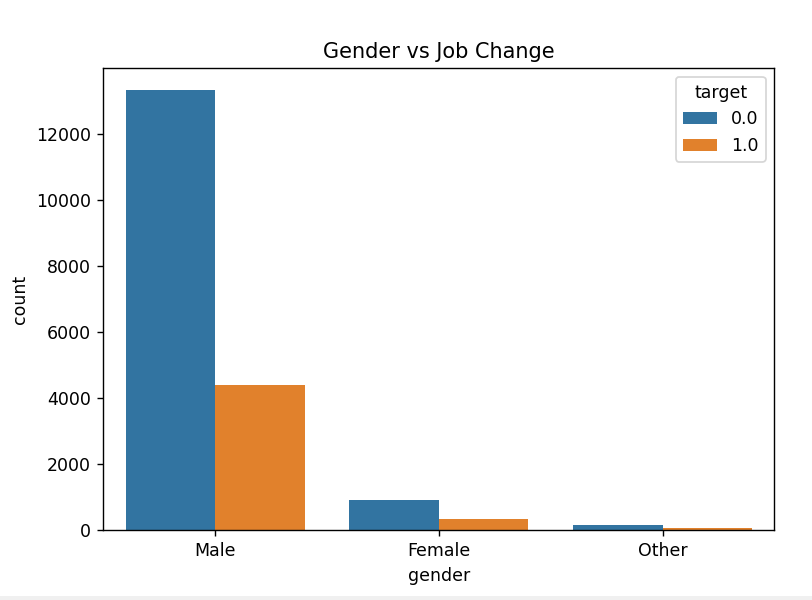 Gender vs Job Change
target
0.0
1.0
12000
10000
8000
6000
4000
2000
0
count
Male Female Other
gender